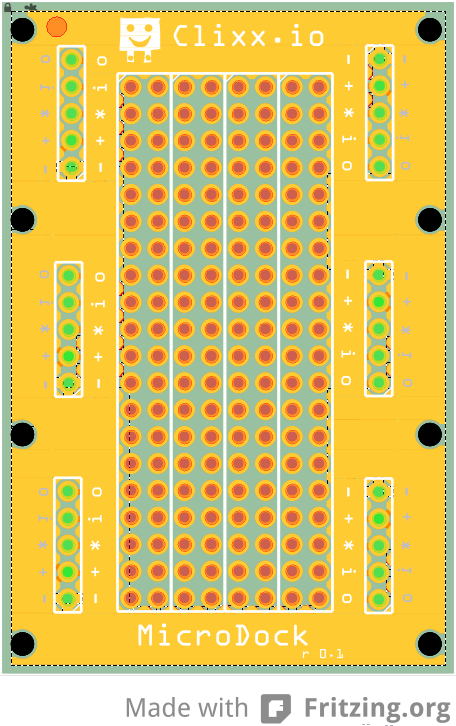 Clixx.io
o i * + -
- + * i o
o i * + -
- + * i o
o i * + -
- + * i o
MicroDock
r 0.1
Made with Fritzing.org